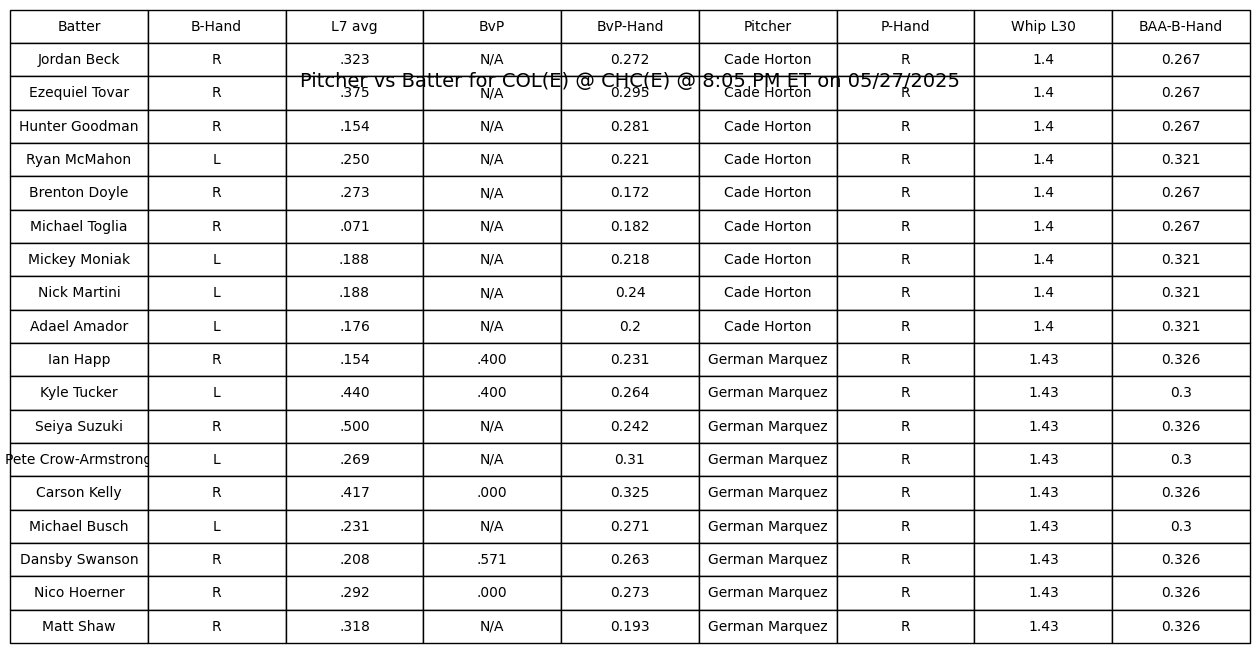 Batter B-Hand L7 avg BvP BvP-Hand Pitcher P-Hand Whip L30 BAA-B-Hand
Jordan Beck R .323 N/A 0.272 Cade Horton R 1.4 0.267
Pitcher vs Batter for COL(E) @ CHC(E) @ 8:05 PM ET on 05/27/2025
Ezequiel Tovar R .375 N/A 0.295 Cade Horton R 1.4 0.267
Hunter Goodman R .154 N/A 0.281 Cade Horton R 1.4 0.267
Ryan McMahon L .250 N/A 0.221 Cade Horton R 1.4 0.321
Brenton Doyle R .273 N/A 0.172 Cade Horton R 1.4 0.267
Michael Toglia R .071 N/A 0.182 Cade Horton R 1.4 0.267
Mickey Moniak L .188 N/A 0.218 Cade Horton R 1.4 0.321
Nick Martini L .188 N/A 0.24 Cade Horton R 1.4 0.321
Adael Amador L .176 N/A 0.2 Cade Horton R 1.4 0.321
Ian Happ R .154 .400 0.231 German Marquez R 1.43 0.326
Kyle Tucker L .440 .400 0.264 German Marquez R 1.43 0.3
Seiya Suzuki R .500 N/A 0.242 German Marquez R 1.43 0.326
Pete Crow-Armstrong L .269 N/A 0.31 German Marquez R 1.43 0.3
Carson Kelly R .417 .000 0.325 German Marquez R 1.43 0.326
Michael Busch L .231 N/A 0.271 German Marquez R 1.43 0.3
Dansby Swanson R .208 .571 0.263 German Marquez R 1.43 0.326
Nico Hoerner R .292 .000 0.273 German Marquez R 1.43 0.326
Matt Shaw R .318 N/A 0.193 German Marquez R 1.43 0.326